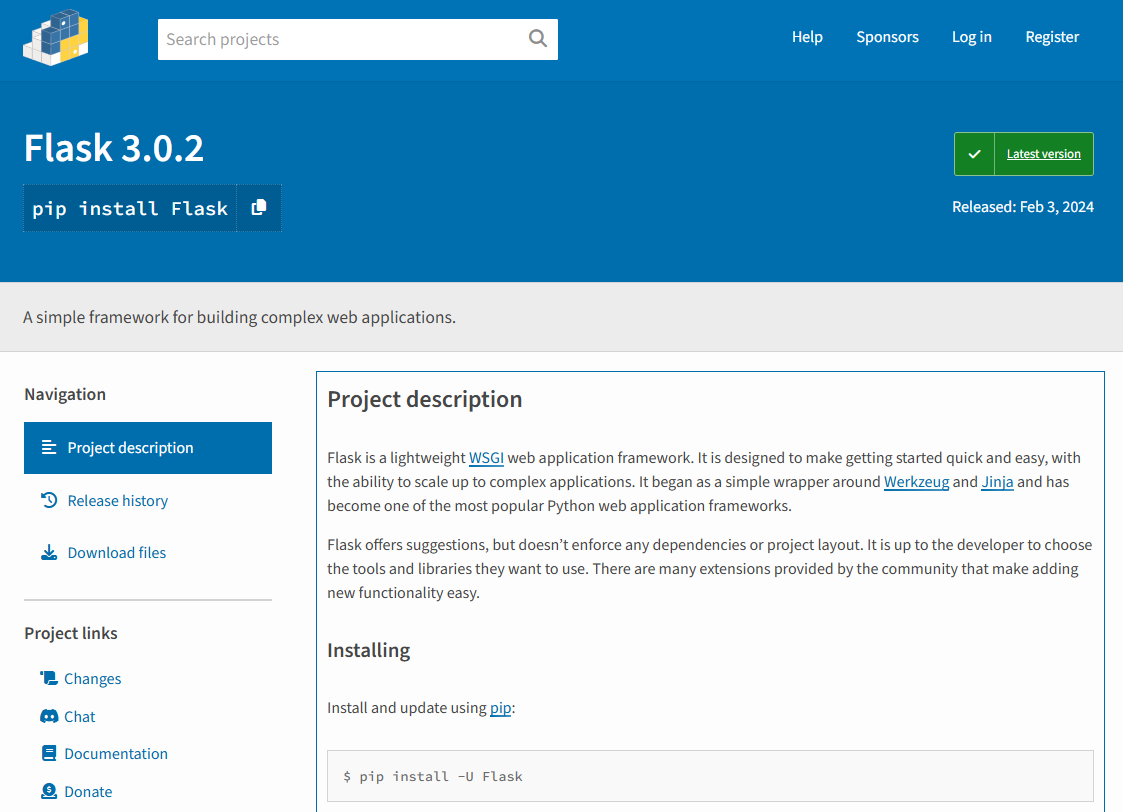 Search projects
Help
Sponsors
Log in
Register
Flask 3.0.2
pip install Flask
Latest version
Released: Feb 3, 2024
A simple framework for building complex web applications.
Navigation
Project description
Release history
Download files
Project links
Changes
Chat
Documentation
Donate
Project description
Flask is a lightweight WSGI web application framework. It is designed to make getting started quick and easy, with
the ability to scale up to complex applications. It began as a simple wrapper around Werkzeug and Jinja and has
become one of the most popular Python web application frameworks.
Flask offers suggestions, but doesn’t enforce any dependencies or project layout. It is up to the developer to choose
the tools and libraries they want to use. There are many extensions provided by the community that make adding
new functionality easy.
Installing
Install and update using pip:
$ pip install -U Flask